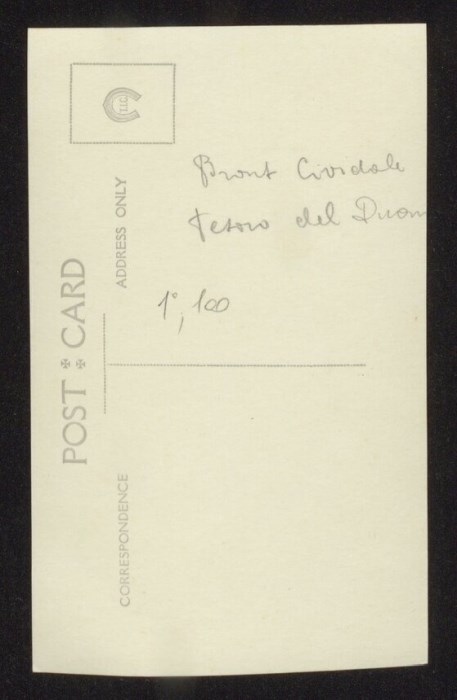 Cividale
Tesoro del Duom
1°, 100
POST CARD
ADDRESS ONLY
CORRESPONDENCE